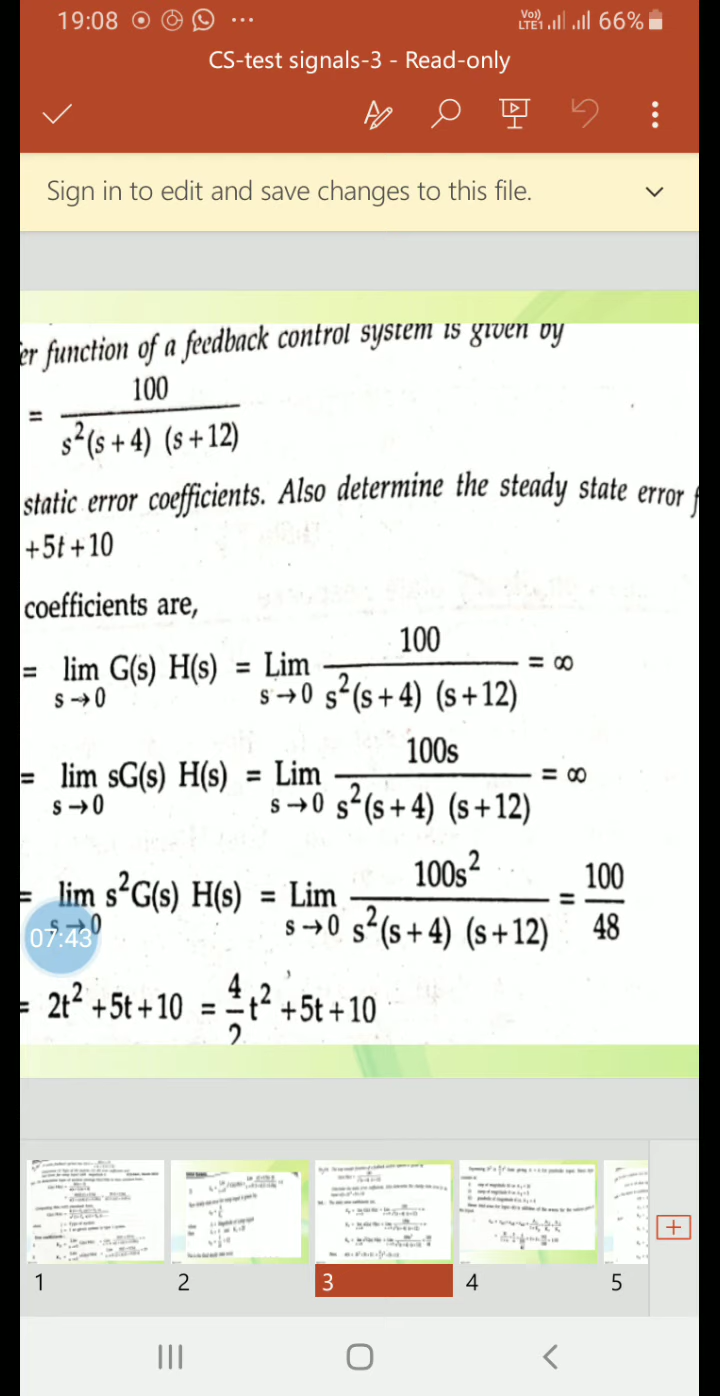 19:08 ... Vo)) LTE1 66%
CS-test signals-3 - Read-only
Sign in to edit and save changes to this file.
er function of a feedback control system is given by
= 100 / s²(s + 4) (s + 12)
static error coefficients. Also determine the steady state error f
+5t + 10
coefficients are,
= lim s→0 G(s) H(s) = Lim s→0 100 / s²(s + 4) (s + 12) = ∞
= lim s→0 sG(s) H(s) = Lim s→0 100s / s²(s + 4) (s + 12) = ∞
= lim s→0 s²G(s) H(s) = Lim s→0 100s² / s²(s + 4) (s + 12) = 100 / 48
07:43
= 2t² + 5t + 10 = 4/2 t² + 5t + 10
1 2 3 4 5